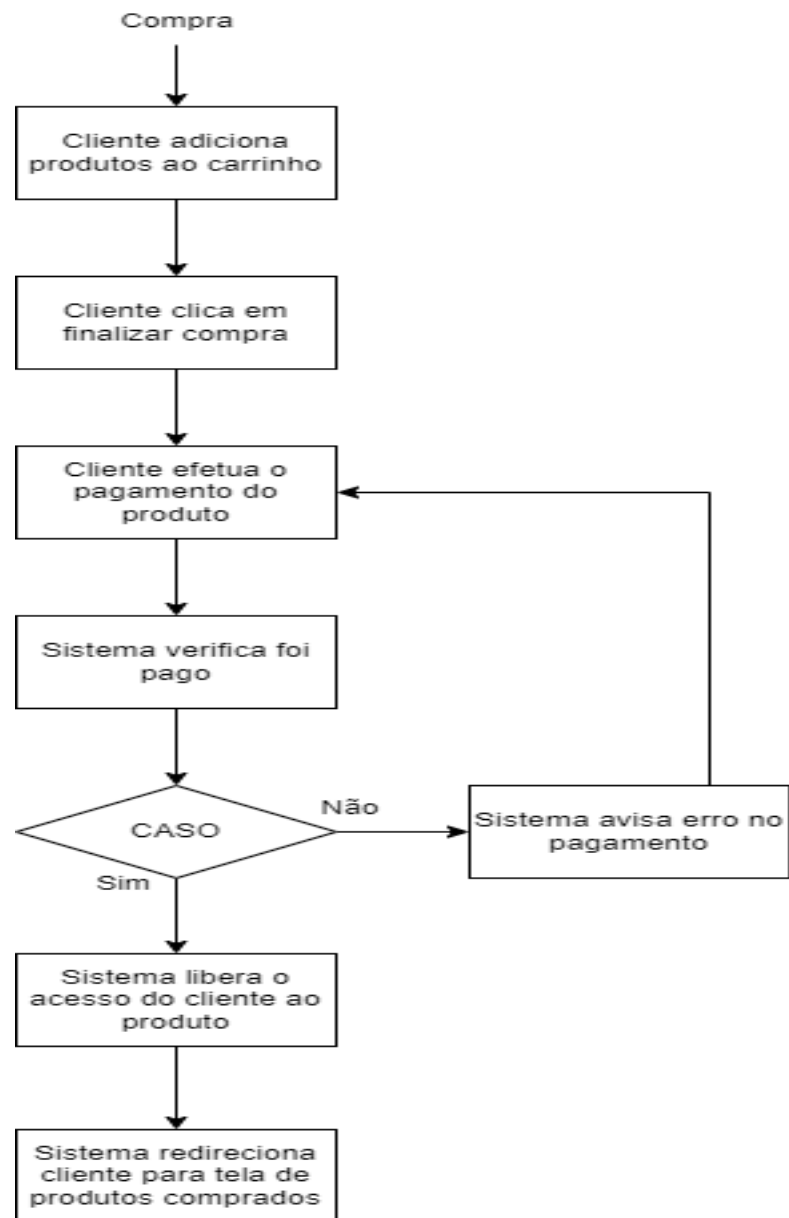 Compra
Cliente adiciona
produtos ao carrinho
Cliente clica em
finalizar compra
Cliente efetua o
pagamento do
produto
Sistema verifica foi
pago
CASO
Não
Sistema avisa erro no
pagamento
Sim
Sistema libera o
acesso do cliente ao
produto
Sistema redireciona
cliente para tela de
produtos comprados